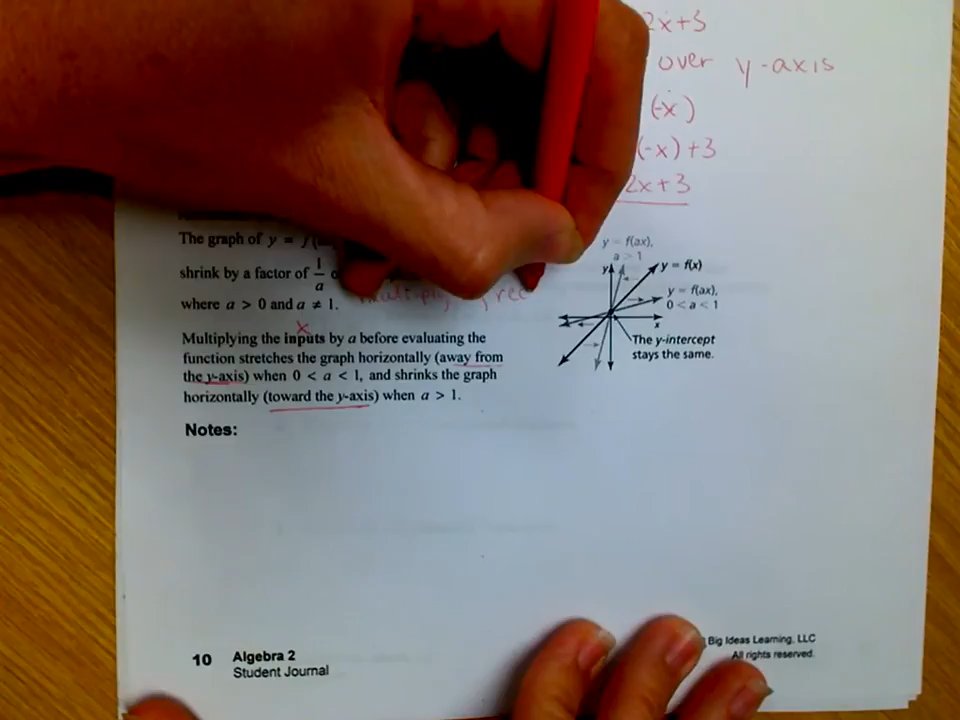 2x+3
over y-axis
(-x)
(-x)+3
2x+3
The graph of y = f(
shrink by a factor of 1/a
where a > 0 and a ≠ 1.
x
Multiplying the inputs by a before evaluating the
function stretches the graph horizontally (away from
the y-axis) when 0 < a < 1, and shrinks the graph
horizontally (toward the y-axis) when a > 1.
Notes:
y = f(ax),
a > 1
y
y = f(x)
y = f(ax),
0 < a < 1
x
The y-intercept
stays the same.
10 Algebra 2
Student Journal
Big Ideas Learning, LLC
All rights reserved.